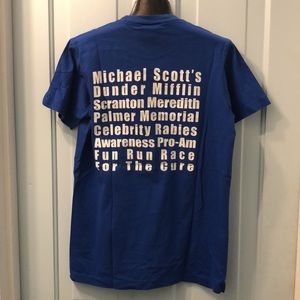 Michael Scott's
Dunder Mifflin
Scranton Meredith
Palmer Memorial
Celebrity Rabies
Awareness Pro-Am
Fun Run Race
For The Cure